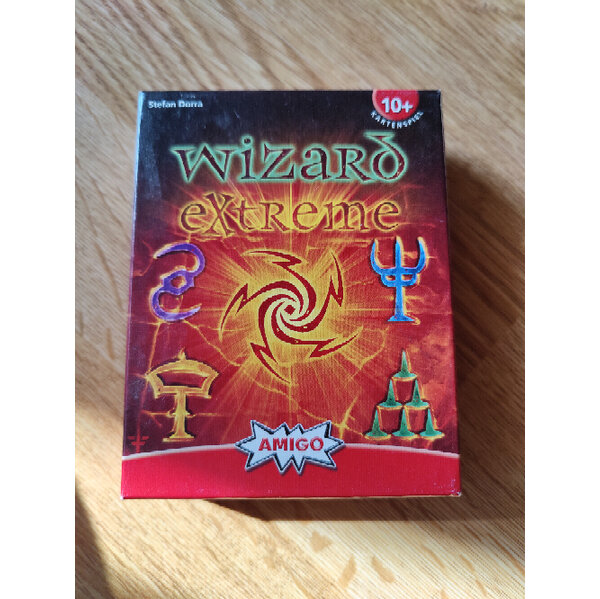 Stefan Dorra
10+
KARTENSPIEL
WIZARD
eXtreme
AMIGO